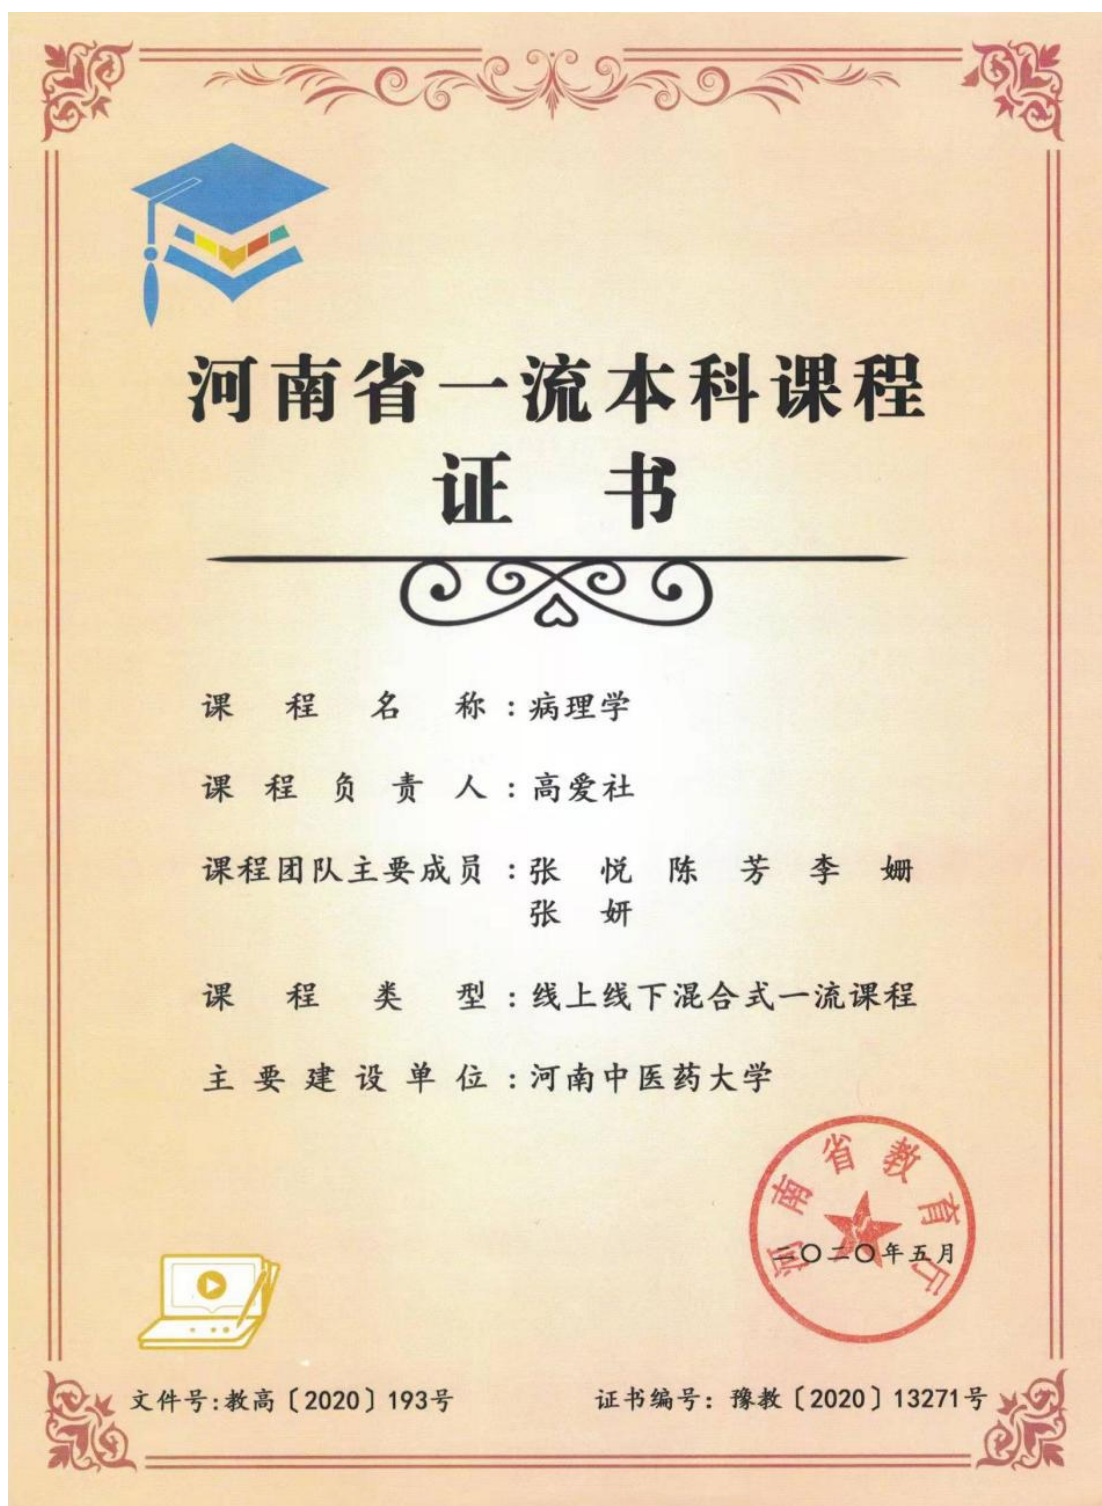 河南省一流本科课程
证 书
课程名称：病理学
课程负责人：高爱社
课程团队主要成员：张 悦 陈 芳 李 姗
张 妍
课程类型：线上线下混合式一流课程
主要建设单位：河南中医药大学
河南省教育厅
二〇二〇年五月
文件号：教高〔2020〕193号
证书编号：豫教〔2020〕13271号